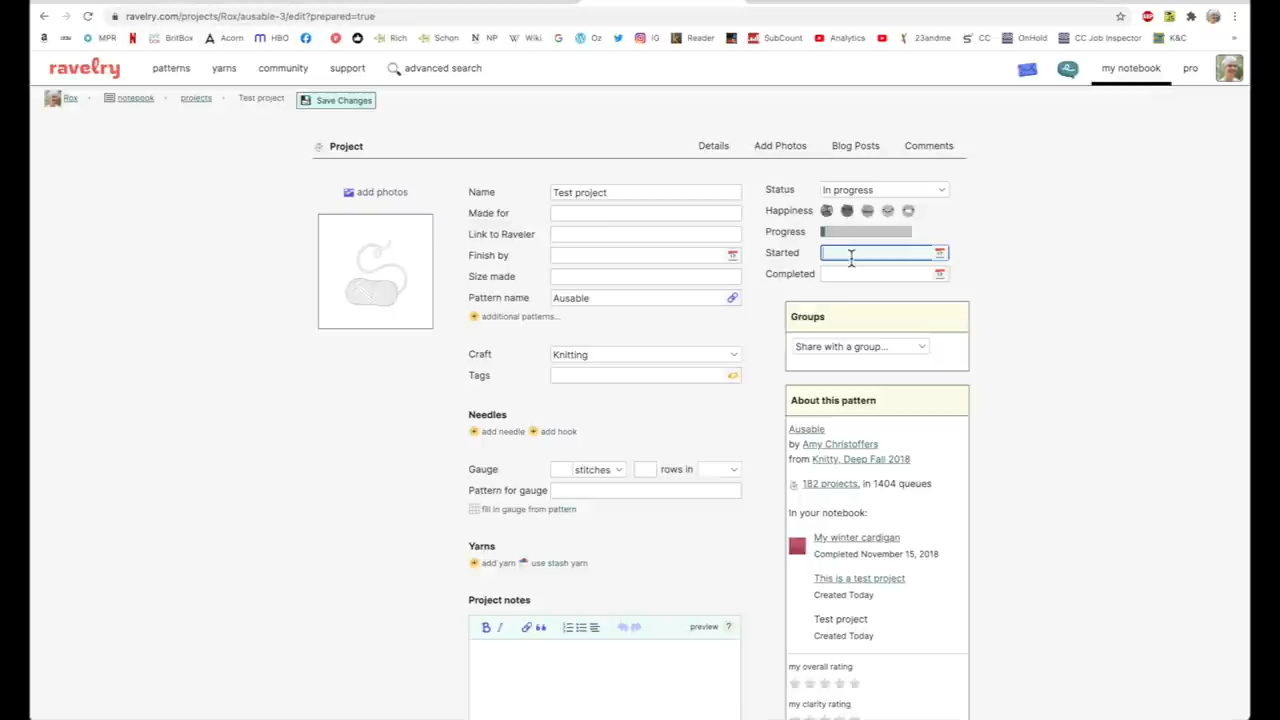 ravelry.com/projects/Rox/ausable-3/edit?prepared=true
MPR BritBox Acorn HBO Rich Schon NP Wiki Oz IG Reader SubCount Analytics 23andme CC OnHold CC Job Inspector K&C »
ravelry patterns yarns community support advanced search my notebook pro
Rox notebook projects Test project Save Changes
Project Details Add Photos Blog Posts Comments
add photos
Name Test project
Made for
Link to Raveler
Finish by
Size made
Pattern name Ausable
additional patterns...
Craft Knitting
Tags
Needles
add needle add hook
Gauge stitches rows in
Pattern for gauge
fill in gauge from pattern
Yarns
add yarn use stash yarn
Project notes
B I preview ?
Status In progress
Happiness
Progress
Started
Completed
Groups
Share with a group...
About this pattern
Ausable
by Amy Christoffers
from Knitty, Deep Fall 2018
182 projects, in 1404 queues
In your notebook:
My winter cardigan
Completed November 15, 2018
This is a test project
Created Today
Test project
Created Today
my overall rating
my clarity rating